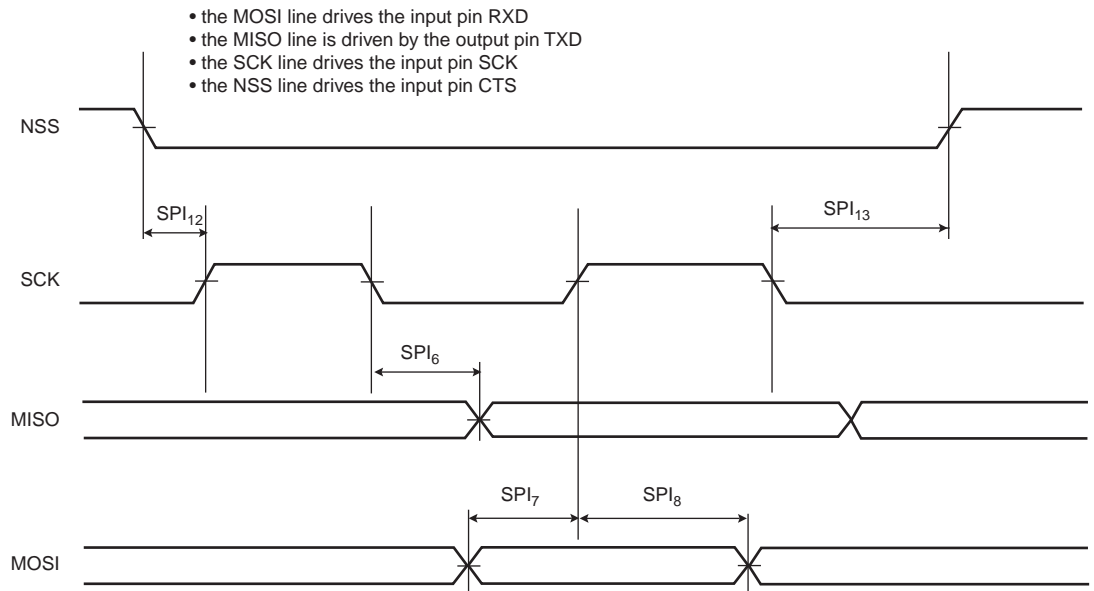 • the MOSI line drives the input pin RXD
• the MISO line is driven by the output pin TXD
• the SCK line drives the input pin SCK
• the NSS line drives the input pin CTS
NSS
SPI₁₂
SPI₁₃
SCK
SPI₆
MISO
SPI₇
SPI₈
MOSI